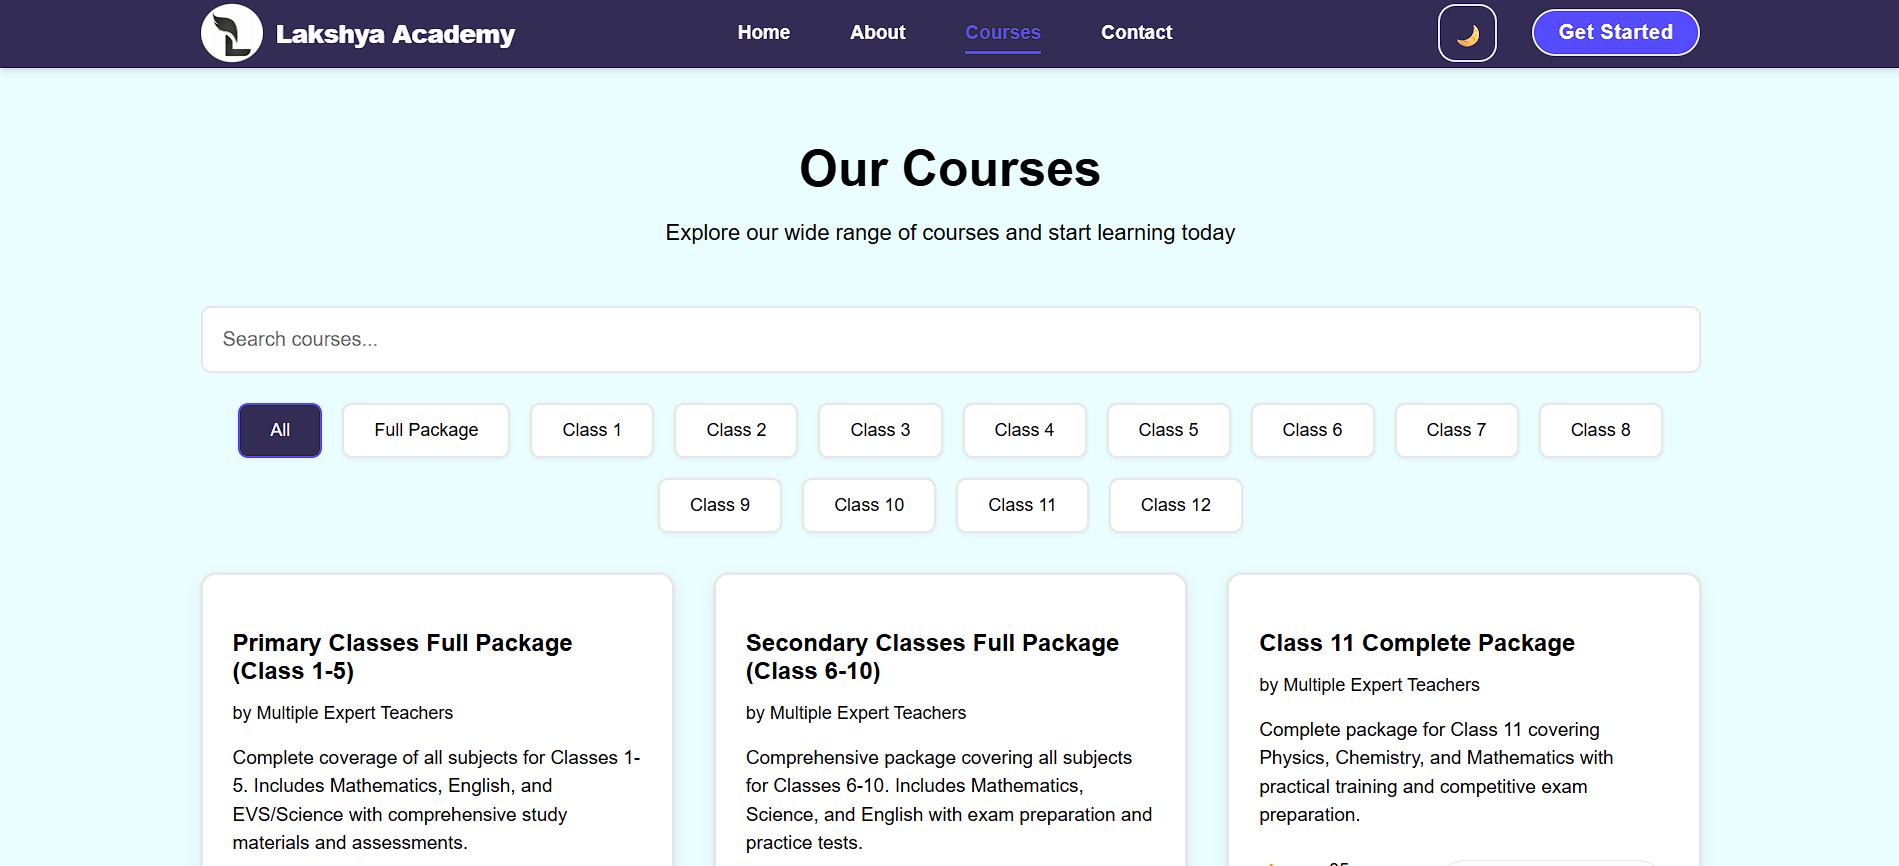 Lakshya Academy
Home
About
Courses
Contact
Get Started
Our Courses
Explore our wide range of courses and start learning today
Search courses...
All
Full Package
Class 1
Class 2
Class 3
Class 4
Class 5
Class 6
Class 7
Class 8
Class 9
Class 10
Class 11
Class 12
Primary Classes Full Package
(Class 1-5)
by Multiple Expert Teachers
Complete coverage of all subjects for Classes 1-
5. Includes Mathematics, English, and
EVS/Science with comprehensive study
materials and assessments.
Secondary Classes Full Package
(Class 6-10)
by Multiple Expert Teachers
Comprehensive package covering all subjects
for Classes 6-10. Includes Mathematics,
Science, and English with exam preparation and
practice tests.
Class 11 Complete Package
by Multiple Expert Teachers
Complete package for Class 11 covering
Physics, Chemistry, and Mathematics with
practical training and competitive exam
preparation.